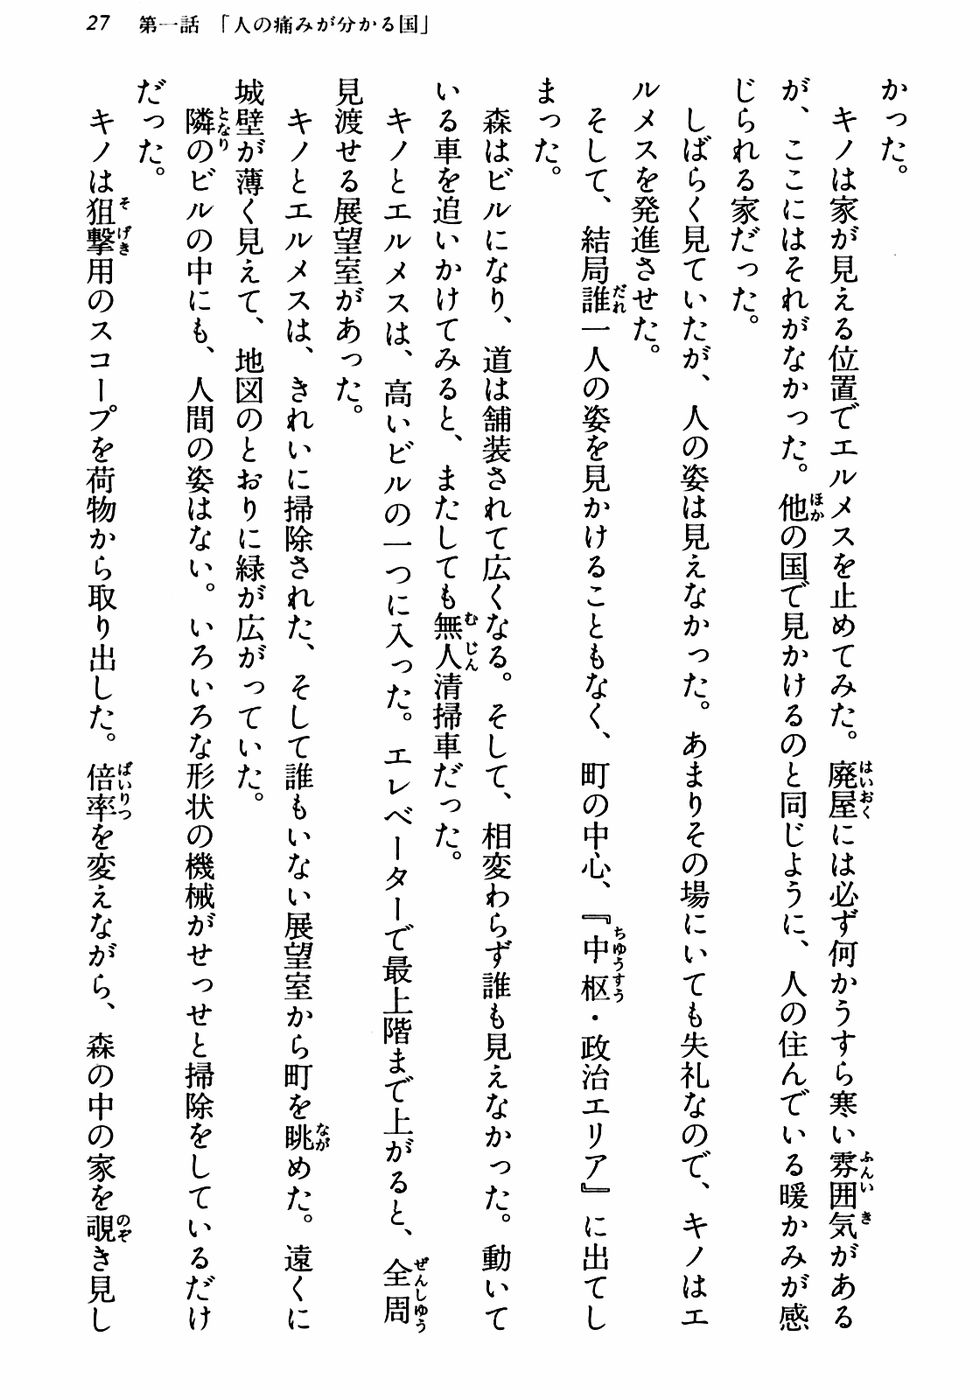 27 第一話 「人の痛みが分かる国」
かった。
キノは家が見える位置でエルメスを止めてみた。廃屋には必ず何かうすら寒い雰囲気がある
が、ここにはそれがなかった。他の国で見かけるのと同じように、人の住んでいる暖かみが感
じられる家だった。
しばらく見ていたが、人の姿は見えなかった。あまりその場にいても失礼なので、キノはエ
ルメスを発進させた。
そして、結局誰一人の姿を見かけることもなく、町の中心、『中枢・政治エリア』に出てし
まった。
森はビルになり、道は舗装されて広くなる。そして、相変わらず誰も見えなかった。動いて
いる車を追いかけてみると、またしても無人清掃車だった。
キノとエルメスは、高いビルの一つに入った。エレベーターで最上階まで上がると、全周
見渡せる展望室があった。
キノとエルメスは、きれいに掃除された、そして誰もいない展望室から町を眺めた。遠くに
城壁が薄く見えて、地図のとおりに緑が広がっていた。
隣のビルの中にも、人間の姿はない。いろいろな形状の機械がせっせと掃除をしているだけ
だった。
キノは狙撃用のスコープを荷物から取り出した。倍率を変えながら、森の中の家を覗き見し